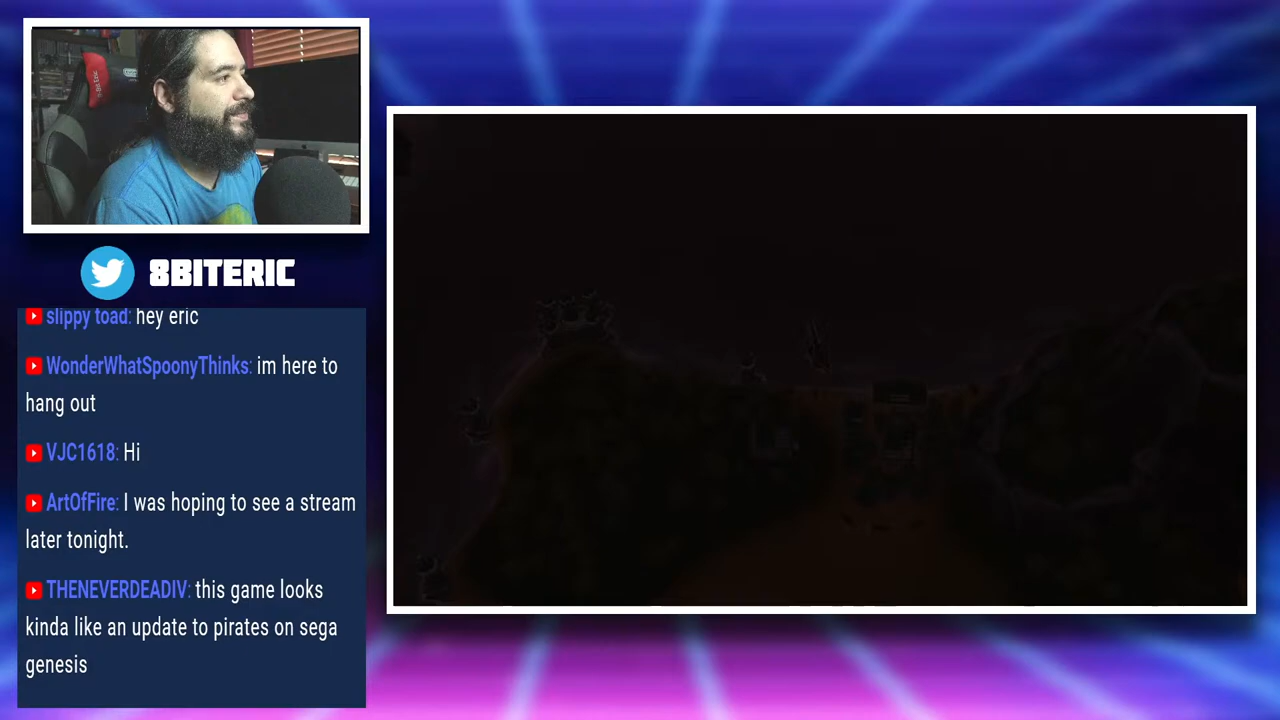 8BITERIC
slippy toad: hey eric
WonderWhatSpoonyThinks: im here to
hang out
VJC1618: Hi
ArtOfFire: I was hoping to see a stream
later tonight.
THENEVERDEADIV: this game looks
kinda like an update to pirates on sega
genesis